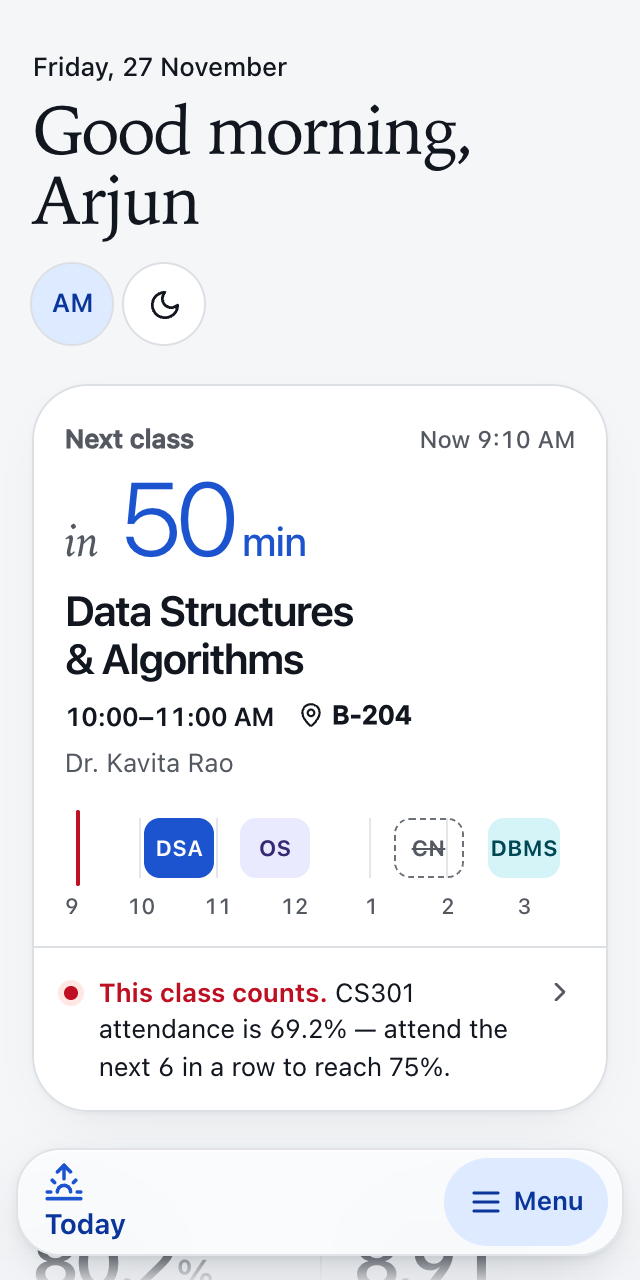 Friday, 27 November
Good morning,
Arjun
AM
Next class
Now 9:10 AM
in 50 min
Data Structures
& Algorithms
10:00–11:00 AM B-204
Dr. Kavita Rao
DSA OS CN DBMS
9 10 11 12 1 2 3
This class counts. CS301
attendance is 69.2% — attend the
next 6 in a row to reach 75%.
Today
Menu
80.2%